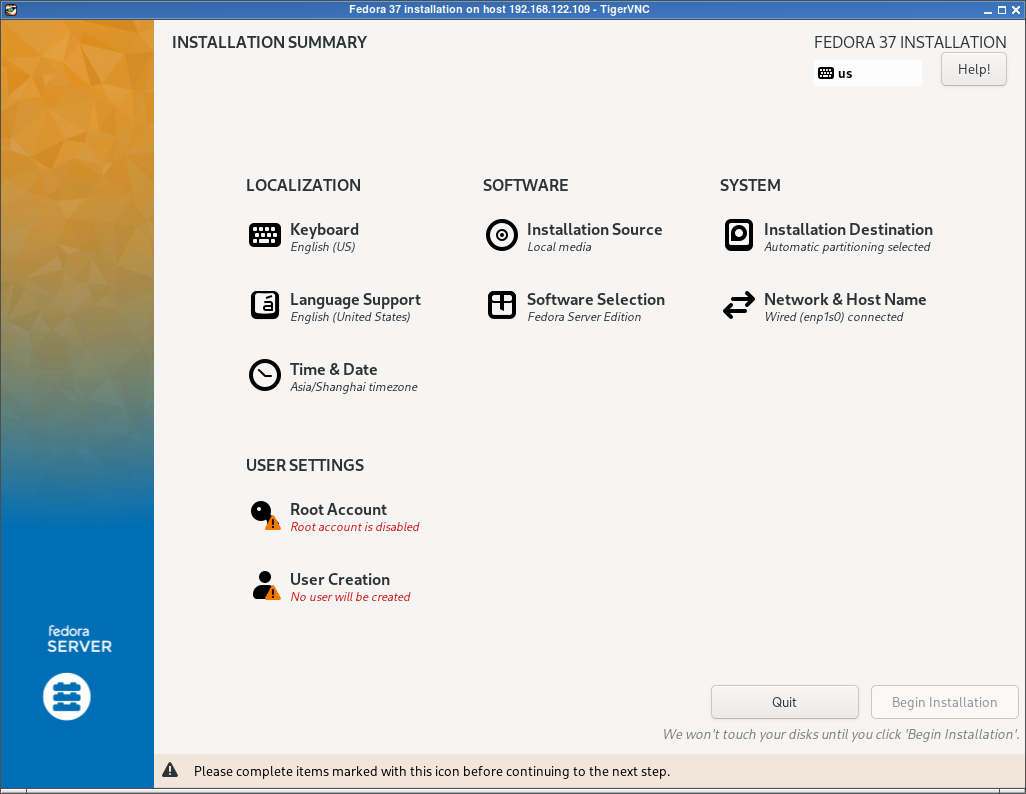 Fedora 37 installation on host 192.168.122.109 - TigerVNC
INSTALLATION SUMMARY
FEDORA 37 INSTALLATION
us
Help!
LOCALIZATION
Keyboard
English (US)
Language Support
English (United States)
Time & Date
Asia/Shanghai timezone
SOFTWARE
Installation Source
Local media
Software Selection
Fedora Server Edition
SYSTEM
Installation Destination
Automatic partitioning selected
Network & Host Name
Wired (enp1s0) connected
USER SETTINGS
Root Account
Root account is disabled
User Creation
No user will be created
fedora
SERVER
Quit
Begin Installation
We won't touch your disks until you click 'Begin Installation'.
Please complete items marked with this icon before continuing to the next step.